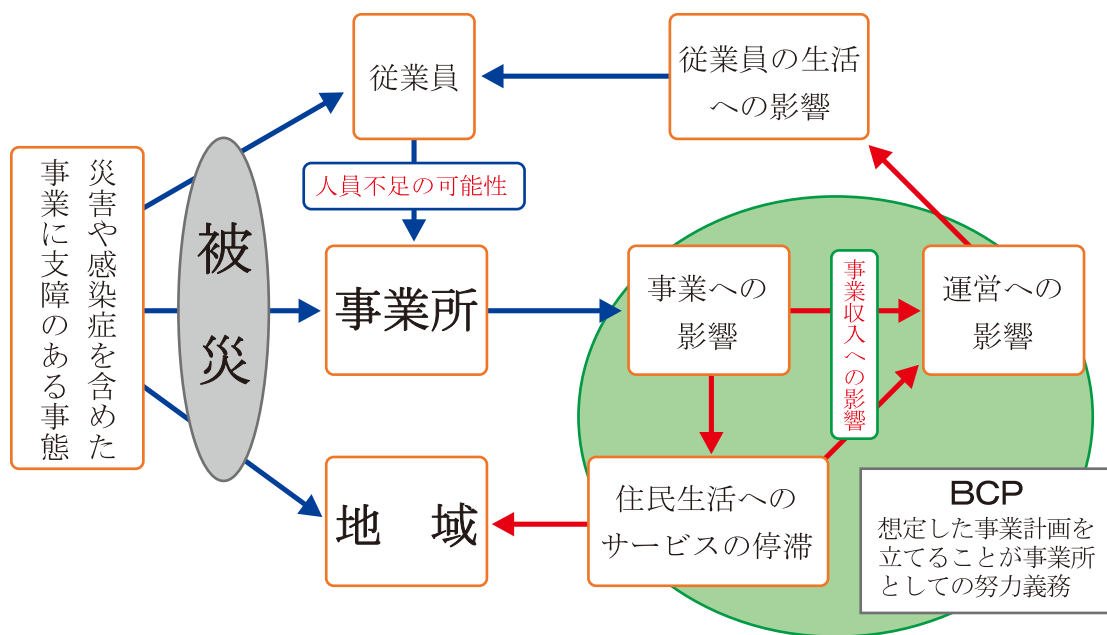 災害や感染症を含めた
事業に支障のある事態
被災
従業員
人員不足の可能性
事業所
地域
従業員の生活
への影響
事業への
影響
事業収入への影響
運営への
影響
住民生活への
サービスの停滞
BCP
想定した事業計画を
立てることが事業所
としての努力義務